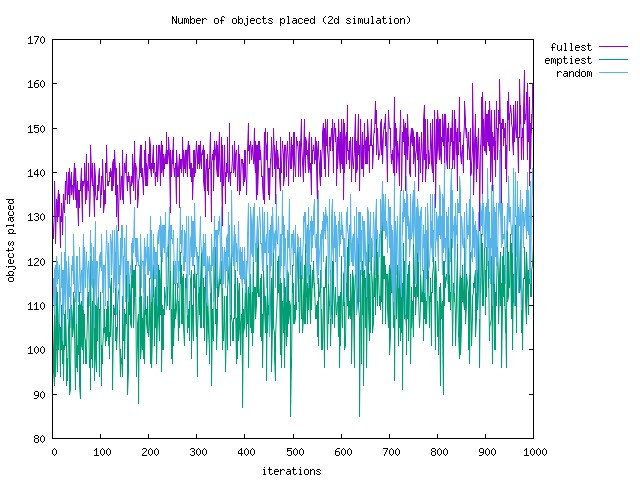 Number of objects placed (2d simulation)
170
160
150
140
130
120
110
100
90
80
objects placed
0 100 200 300 400 500 600 700 800 900 1000
iterations
fullest
emptiest
random